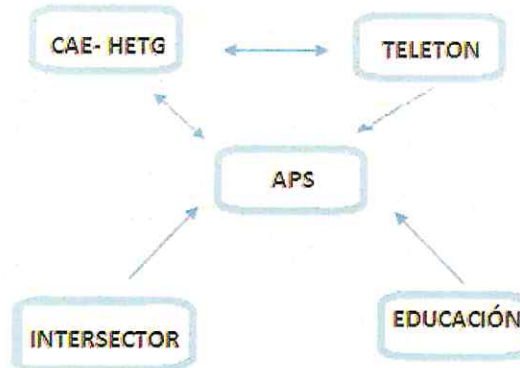 CAE- HETG
TELETON
APS
INTERSECTOR
EDUCACIÓN